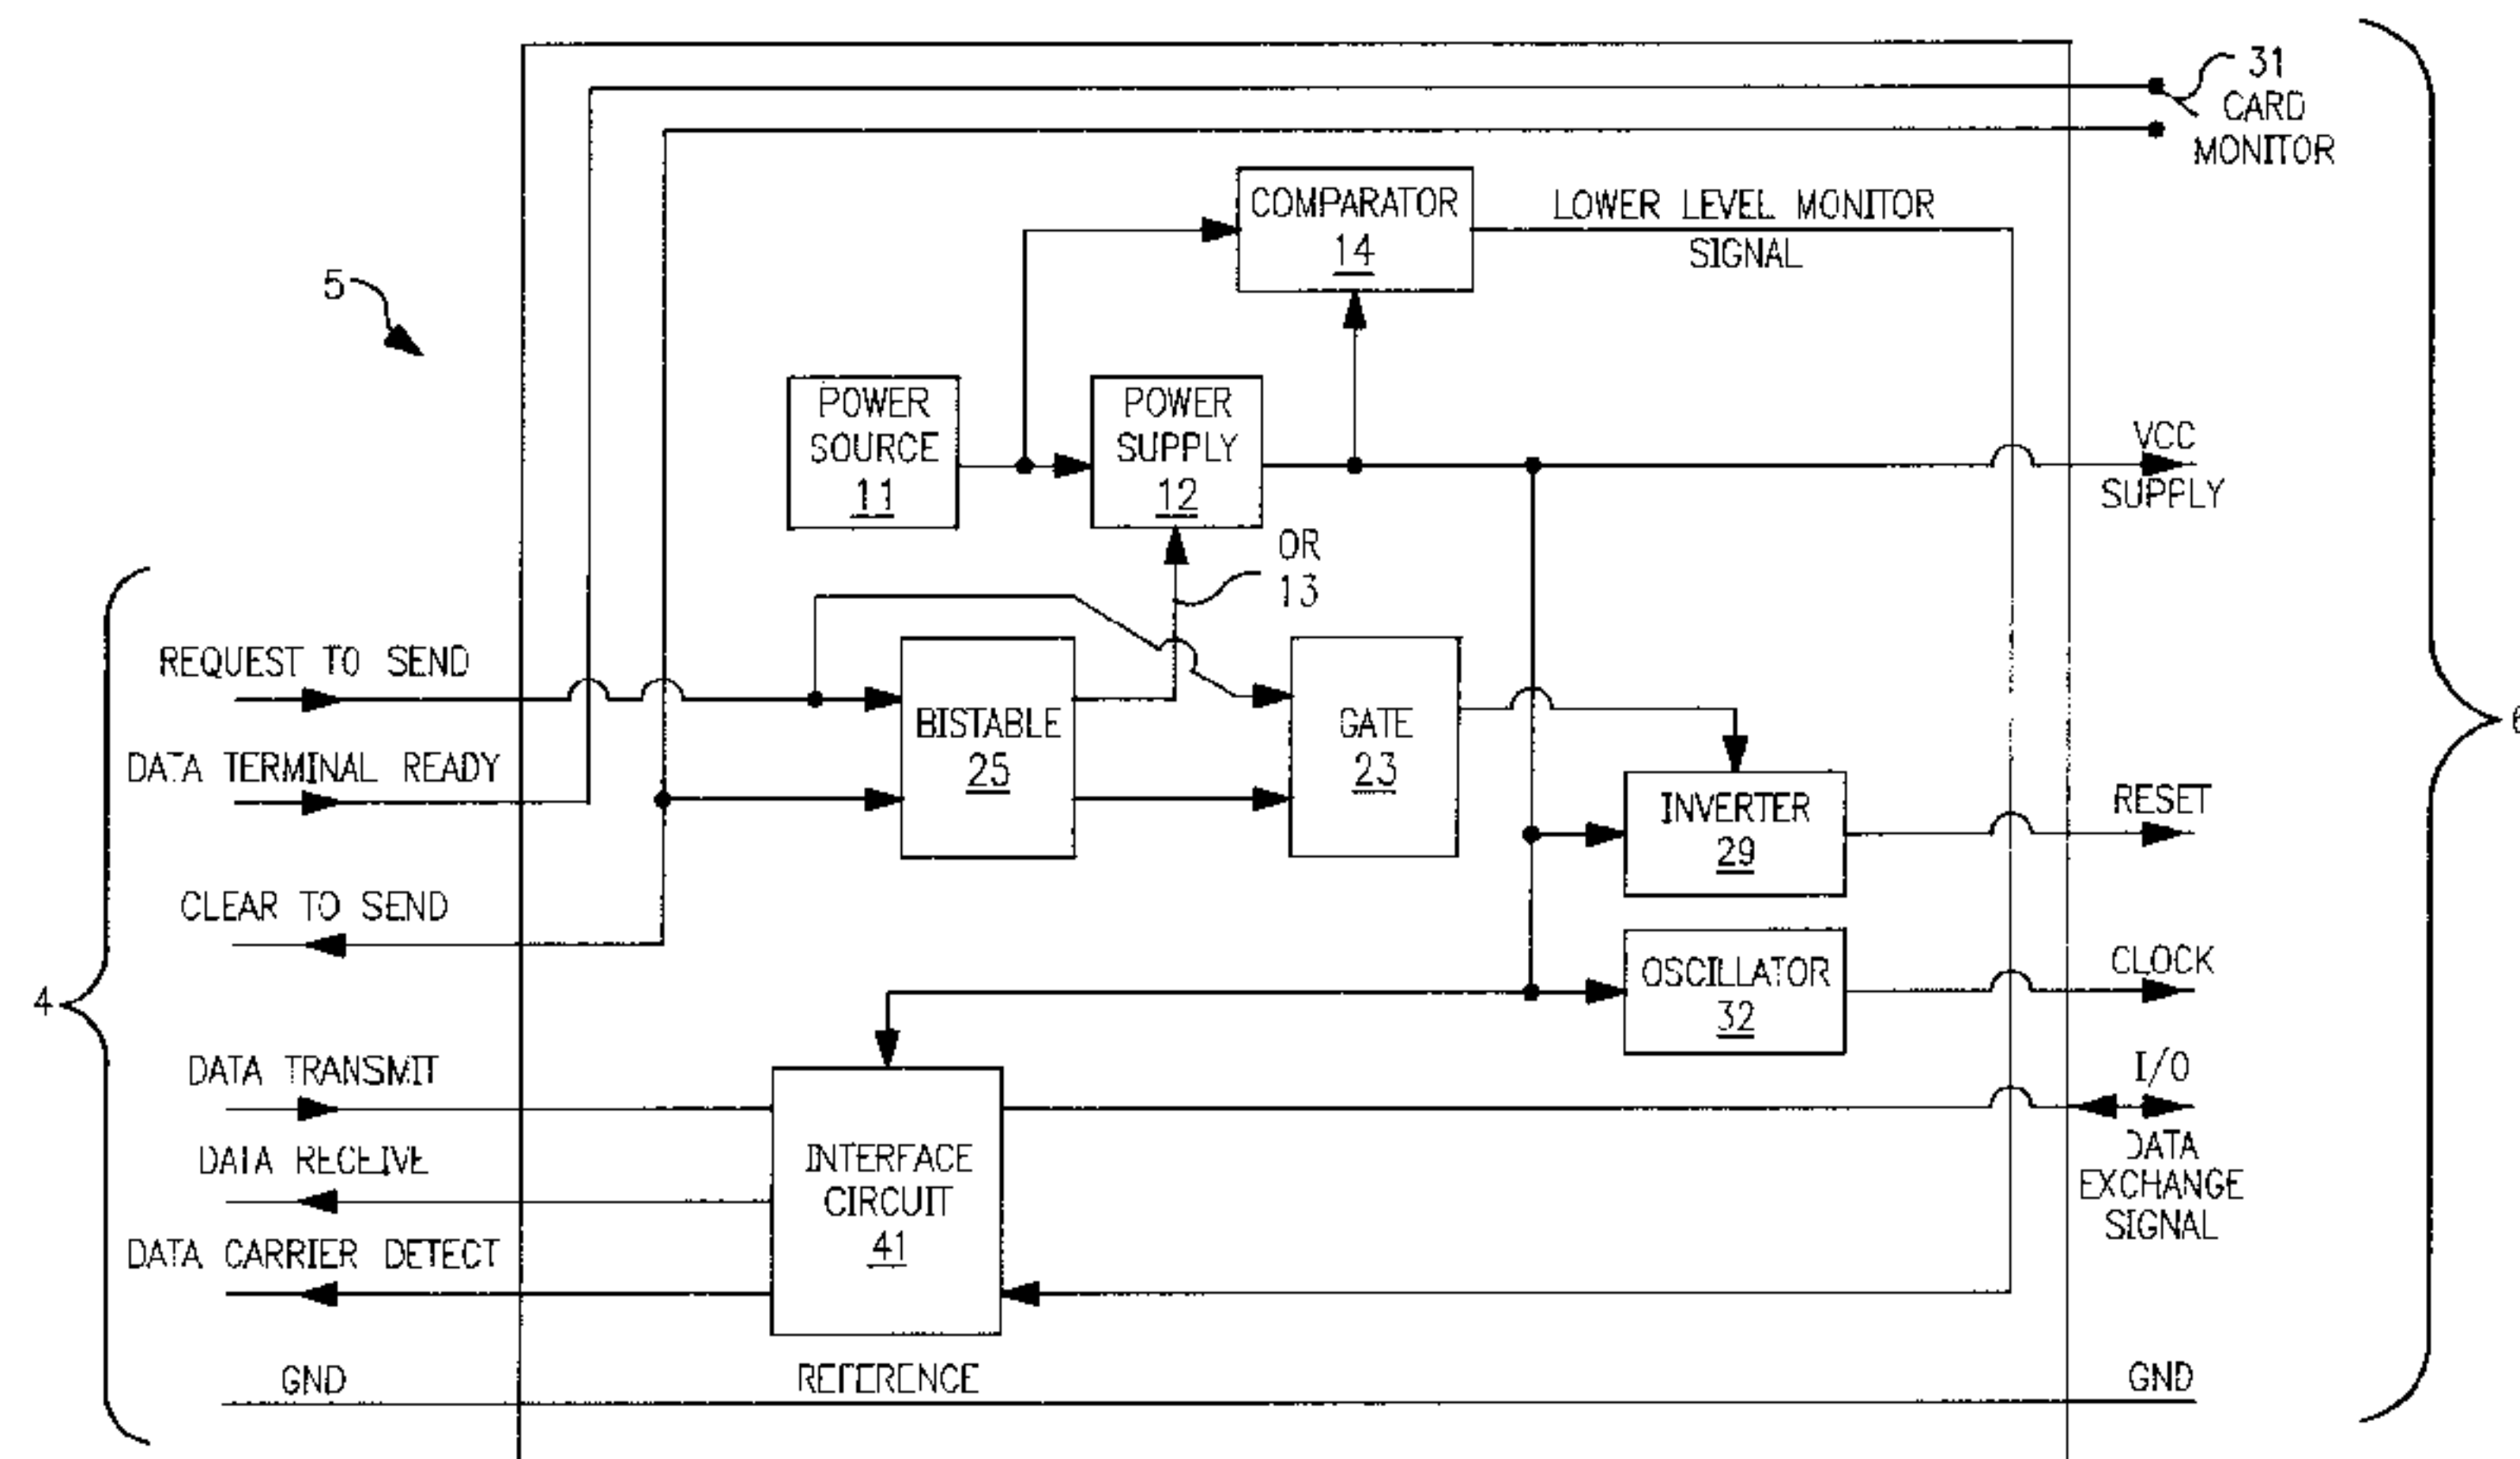 31
CARD
MONITOR
COMPARATOR
14
LOWER LEVEL MONITOR
SIGNAL
5
POWER
SOURCE
11
POWER
SUPPLY
12
VCC
SUPPLY
OR
13
REQUEST TO SEND
BISTABLE
25
GATE
23
6
DATA TERMINAL READY
INVERTER
29
RESET
CLEAR TO SEND
OSCILLATOR
32
CLOCK
4
DATA TRANSMIT
I/O
DATA
EXCHANGE
SIGNAL
DATA RECEIVE
INTERFACE
CIRCUIT
41
DATA CARRIER DETECT
GND
REFERENCE
GND